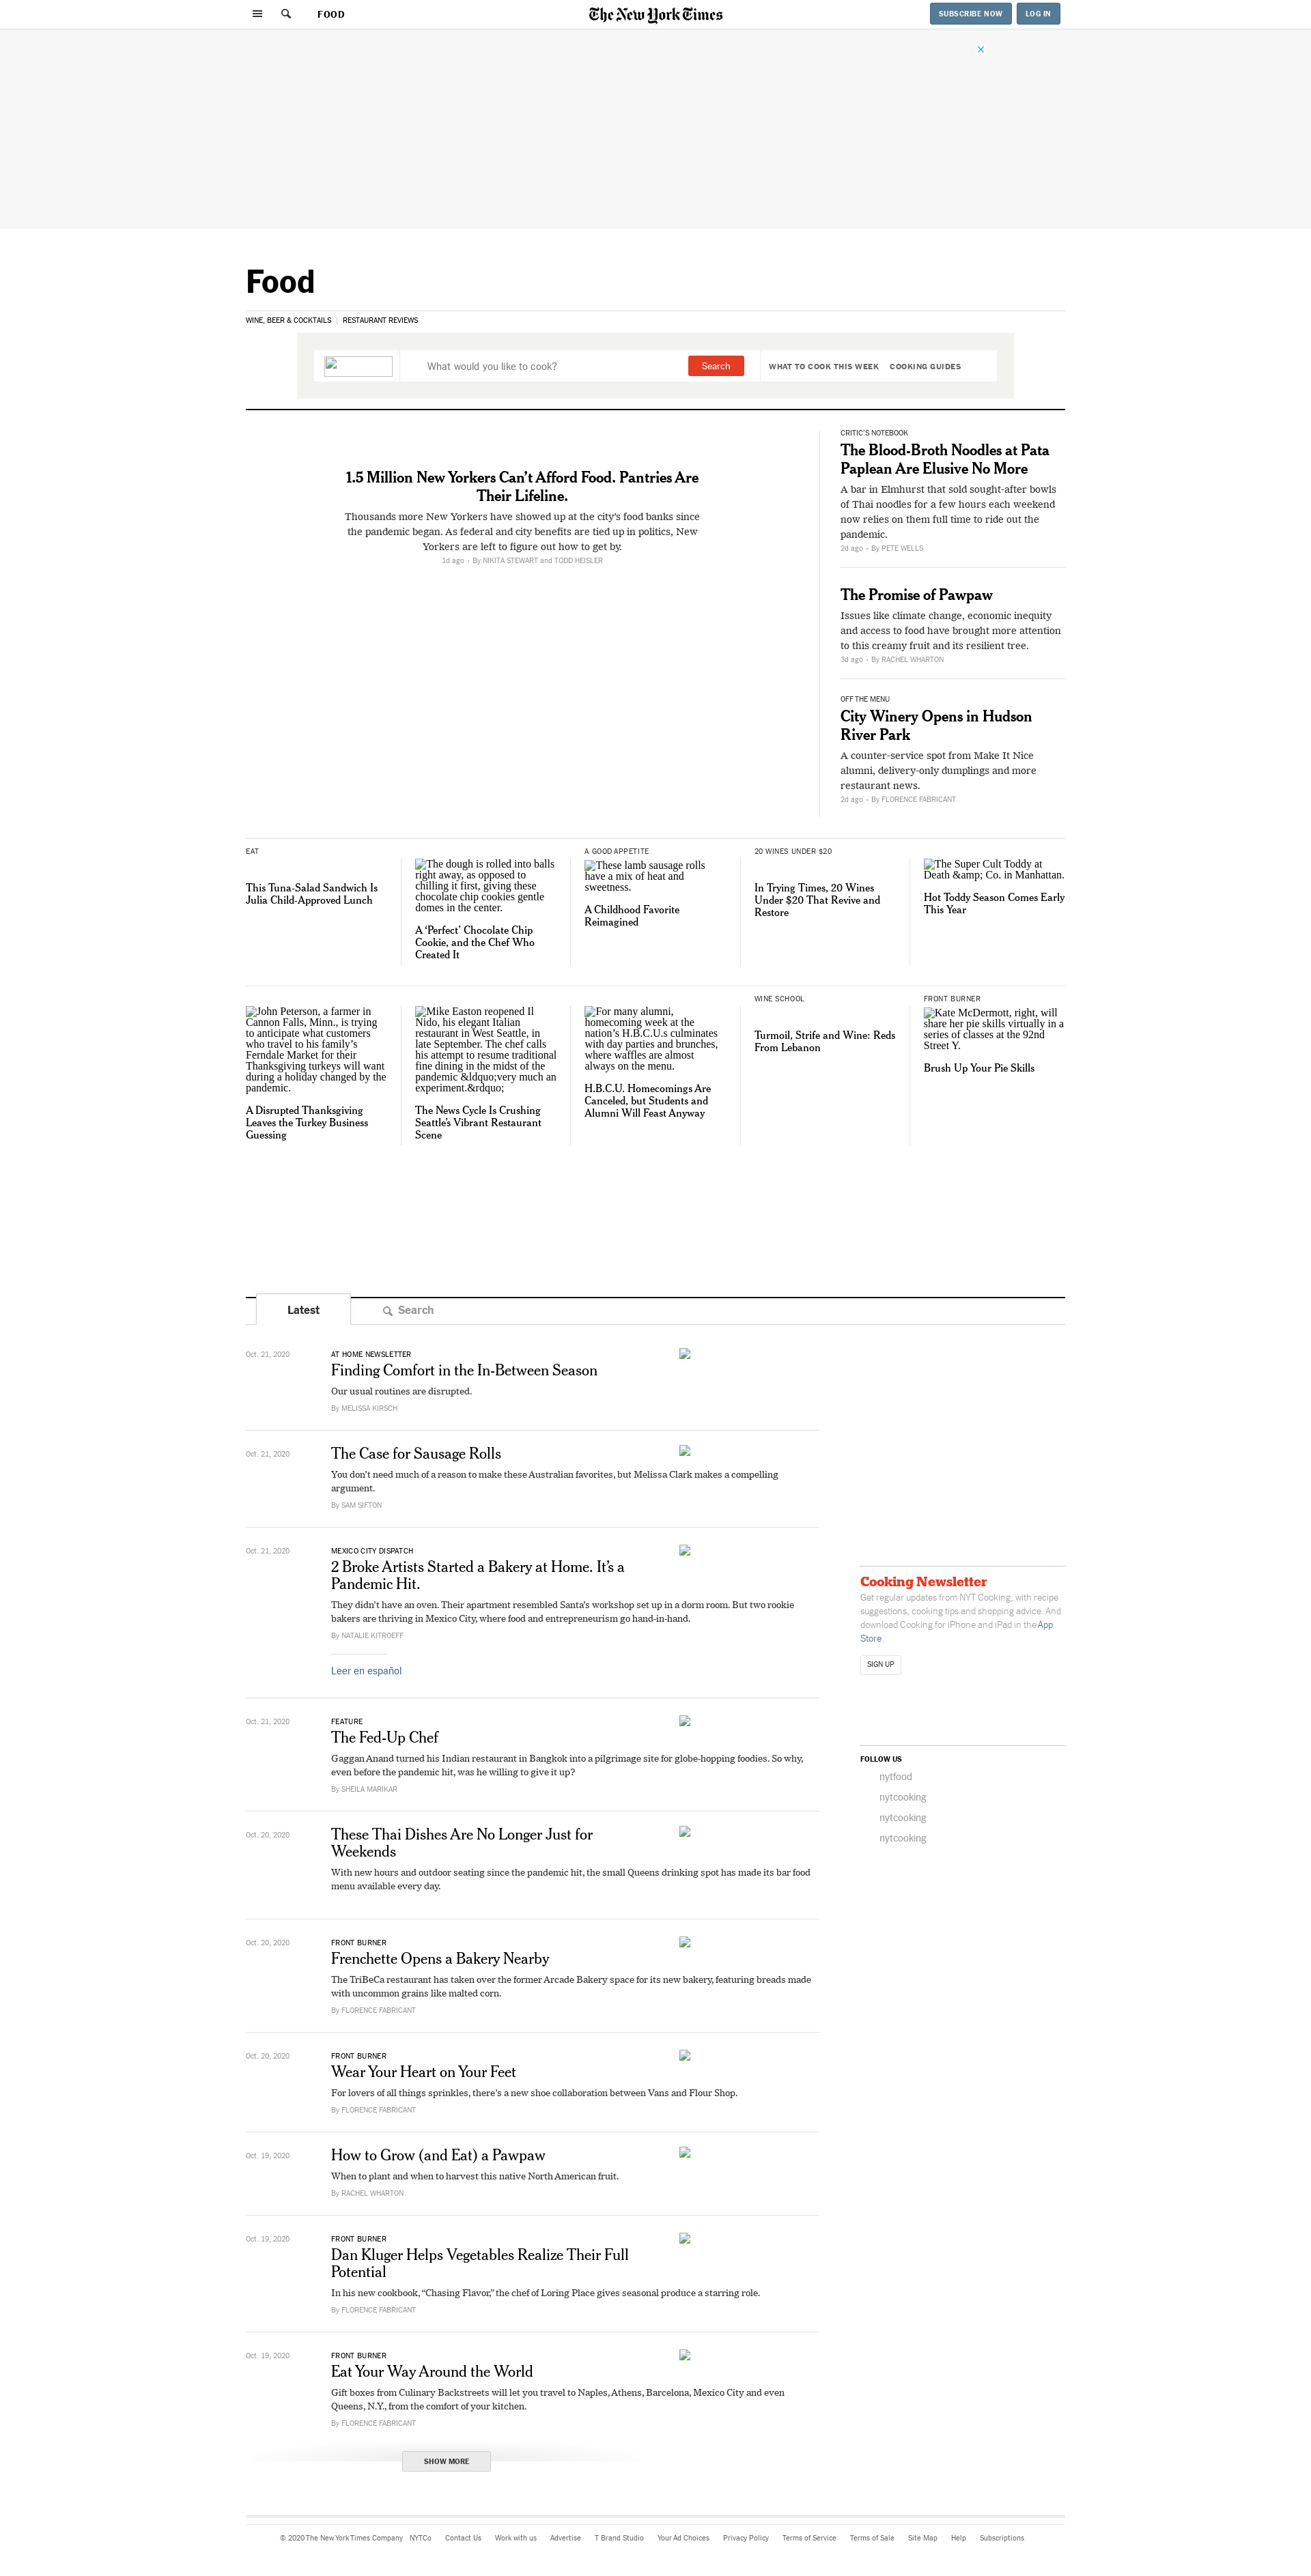 FOOD
The New York Times
SUBSCRIBE NOW
LOG IN
Food
WINE, BEER & COCKTAILS | RESTAURANT REVIEWS
What would you like to cook?
Search
WHAT TO COOK THIS WEEK
COOKING GUIDES
1.5 Million New Yorkers Can’t Afford Food. Pantries Are
Their Lifeline.
Thousands more New Yorkers have showed up at the city’s food banks since
the pandemic began. As federal and city benefits are tied up in politics, New
Yorkers are left to figure out how to get by.
1d ago · By NIKITA STEWART and TODD HEISLER
CRITIC’S NOTEBOOK
The Blood-Broth Noodles at Pata
Paplean Are Elusive No More
A bar in Elmhurst that sold sought-after bowls
of Thai noodles for a few hours each weekend
now relies on them full time to ride out the
pandemic.
2d ago · By PETE WELLS
The Promise of Pawpaw
Issues like climate change, economic inequity
and access to food have brought more attention
to this creamy fruit and its resilient tree.
3d ago · By RACHEL WHARTON
OFF THE MENU
City Winery Opens in Hudson
River Park
A counter-service spot from Make It Nice
alumni, delivery-only dumplings and more
restaurant news.
2d ago · By FLORENCE FABRICANT
EAT
This Tuna-Salad Sandwich Is
Julia Child-Approved Lunch
The dough is rolled into balls
right away, as opposed to
chilling it first, giving these
chocolate chip cookies gentle
domes in the center.
A ‘Perfect’ Chocolate Chip
Cookie, and the Chef Who
Created It
A GOOD APPETITE
These lamb sausage rolls
have a mix of heat and
sweetness.
A Childhood Favorite
Reimagined
20 WINES UNDER $20
In Trying Times, 20 Wines
Under $20 That Revive and
Restore
The Super Cult Toddy at
Death &amp; Co. in Manhattan.
Hot Toddy Season Comes Early
This Year
John Peterson, a farmer in
Cannon Falls, Minn., is trying
to anticipate what customers
who travel to his family’s
Ferndale Market for their
Thanksgiving turkeys will want
during a holiday changed by the
pandemic.
A Disrupted Thanksgiving
Leaves the Turkey Business
Guessing
Mike Easton reopened Il
Nido, his elegant Italian
restaurant in West Seattle, in
late September. The chef calls
his attempt to resume traditional
fine dining in the midst of the
pandemic &ldquo;very much an
experiment.&rdquo;
The News Cycle Is Crushing
Seattle’s Vibrant Restaurant
Scene
For many alumni,
homecoming week at the
nation’s H.B.C.U.s culminates
with day parties and brunches,
where waffles are almost
always on the menu.
H.B.C.U. Homecomings Are
Canceled, but Students and
Alumni Will Feast Anyway
WINE SCHOOL
Turmoil, Strife and Wine: Reds
From Lebanon
FRONT BURNER
Kate McDermott, right, will
share her pie skills virtually in a
series of classes at the 92nd
Street Y.
Brush Up Your Pie Skills
Latest
Search
Oct. 21, 2020
AT HOME NEWSLETTER
Finding Comfort in the In-Between Season
Our usual routines are disrupted.
By MELISSA KIRSCH
Oct. 21, 2020
The Case for Sausage Rolls
You don’t need much of a reason to make these Australian favorites, but Melissa Clark makes a compelling
argument.
By SAM SIFTON
Oct. 21, 2020
MEXICO CITY DISPATCH
2 Broke Artists Started a Bakery at Home. It’s a
Pandemic Hit.
They didn’t have an oven. Their apartment resembled Santa’s workshop set up in a dorm room. But two rookie
bakers are thriving in Mexico City, where food and entrepreneurism go hand-in-hand.
By NATALIE KITROEFF
Leer en español
Oct. 21, 2020
FEATURE
The Fed-Up Chef
Gaggan Anand turned his Indian restaurant in Bangkok into a pilgrimage site for globe-hopping foodies. So why,
even before the pandemic hit, was he willing to give it up?
By SHEILA MARIKAR
Oct. 20, 2020
These Thai Dishes Are No Longer Just for
Weekends
With new hours and outdoor seating since the pandemic hit, the small Queens drinking spot has made its bar food
menu available every day.
Oct. 20, 2020
FRONT BURNER
Frenchette Opens a Bakery Nearby
The TriBeCa restaurant has taken over the former Arcade Bakery space for its new bakery, featuring breads made
with uncommon grains like malted corn.
By FLORENCE FABRICANT
Oct. 20, 2020
FRONT BURNER
Wear Your Heart on Your Feet
For lovers of all things sprinkles, there’s a new shoe collaboration between Vans and Flour Shop.
By FLORENCE FABRICANT
Oct. 19, 2020
How to Grow (and Eat) a Pawpaw
When to plant and when to harvest this native North American fruit.
By RACHEL WHARTON
Oct. 19, 2020
FRONT BURNER
Dan Kluger Helps Vegetables Realize Their Full
Potential
In his new cookbook, “Chasing Flavor,” the chef of Loring Place gives seasonal produce a starring role.
By FLORENCE FABRICANT
Oct. 19, 2020
FRONT BURNER
Eat Your Way Around the World
Gift boxes from Culinary Backstreets will let you travel to Naples, Athens, Barcelona, Mexico City and even
Queens, N.Y., from the comfort of your kitchen.
By FLORENCE FABRICANT
SHOW MORE
Cooking Newsletter
Get regular updates from NYT Cooking, with recipe
suggestions, cooking tips and shopping advice. And
download Cooking for iPhone and iPad in the App
Store.
SIGN UP
FOLLOW US
nytfood
nytcooking
nytcooking
nytcooking
© 2020 The New York Times Company NYTCo Contact Us Work with us Advertise T Brand Studio Your Ad Choices Privacy Policy Terms of Service Terms of Sale Site Map Help Subscriptions